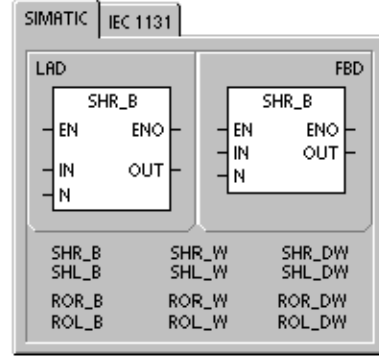 SIMATIC IEC 1131
LAD FBD
SHR_B SHR_B
EN ENO EN ENO
IN OUT
IN OUT
N
N
SHR_B SHR_W SHR_DW
SHL_B SHL_W SHL_DW
ROR_B ROR_W ROR_DW
ROL_B ROL_W ROL_DW